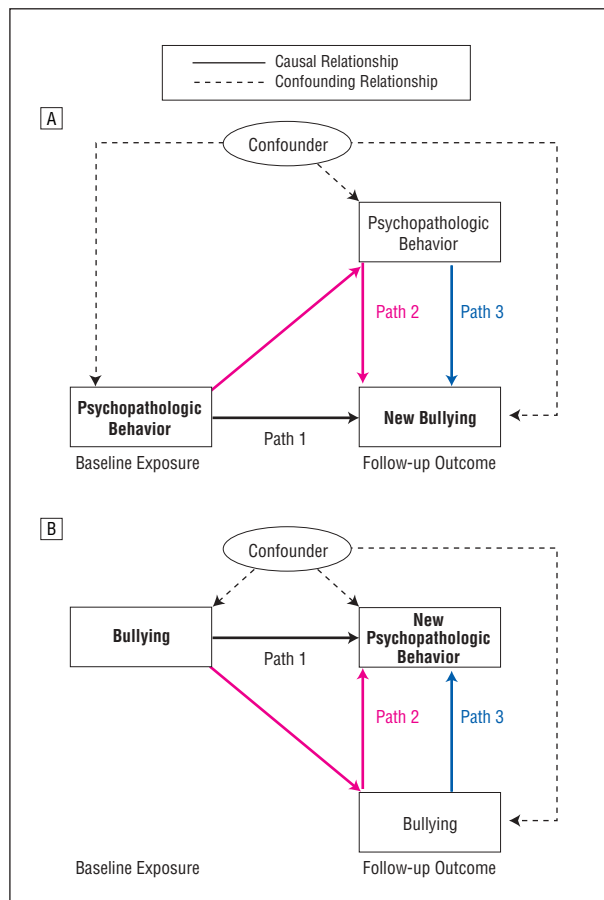 Causal Relationship
Confounding Relationship
A
Confounder
Psychopathologic
Behavior
Path 2
Path 3
Psychopathologic
Behavior
New Bullying
Path 1
Baseline Exposure
Follow-up Outcome
B
Confounder
Bullying
New
Psychopathologic
Behavior
Path 1
Path 2
Path 3
Bullying
Baseline Exposure
Follow-up Outcome